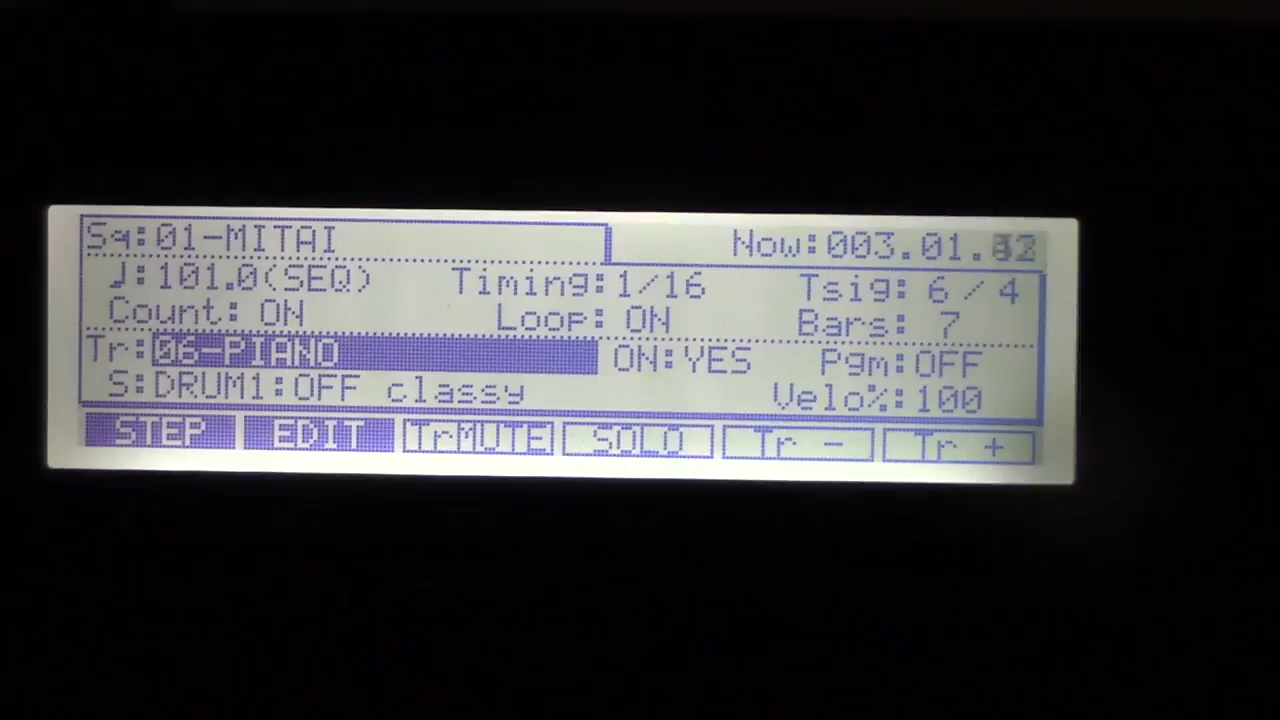 Sq:01-MITAI Now:003.01.
♩:101.0(SEQ) Timing:1/16 Tsig: 6 / 4
Count: ON Loop: ON Bars: 7
Tr:06-PIANO ON:YES Pgm:OFF
S:DRUM1:OFF classy Velo%:100
STEP EDIT TrMUTE SOLO Tr - Tr +